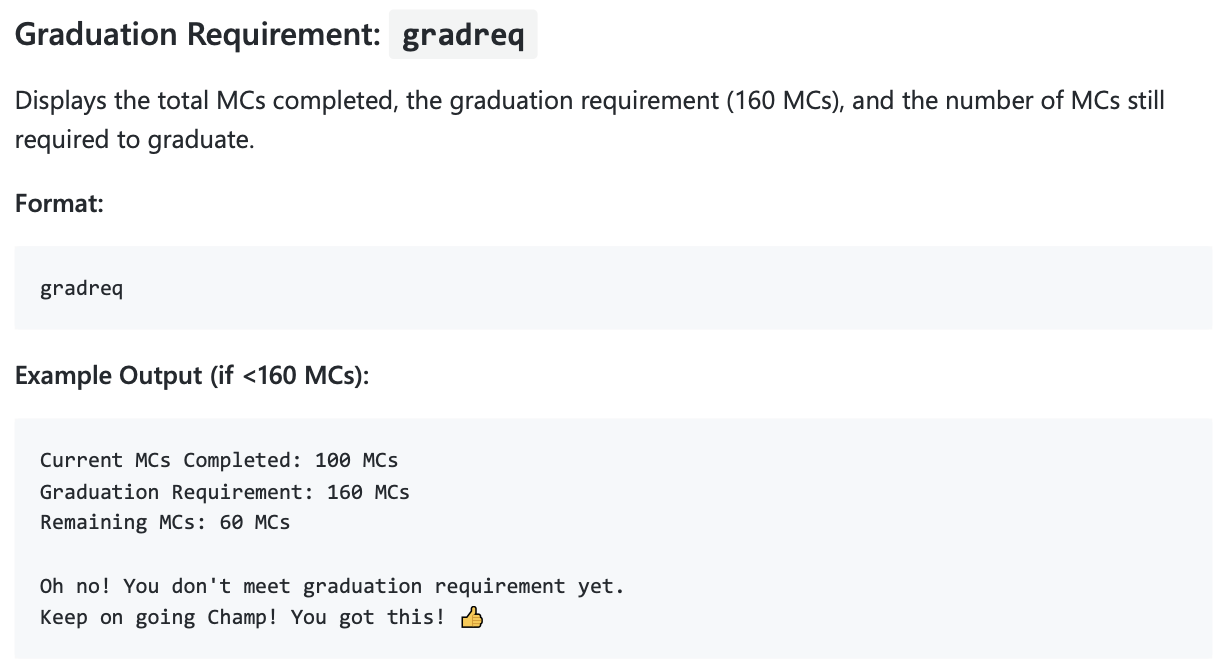 Graduation Requirement: gradreq
Displays the total MCs completed, the graduation requirement (160 MCs), and the number of MCs still
required to graduate.
Format:
gradreq
Example Output (if <160 MCs):
Current MCs Completed: 100 MCs
Graduation Requirement: 160 MCs
Remaining MCs: 60 MCs
Oh no! You don't meet graduation requirement yet.
Keep on going Champ! You got this! 👍